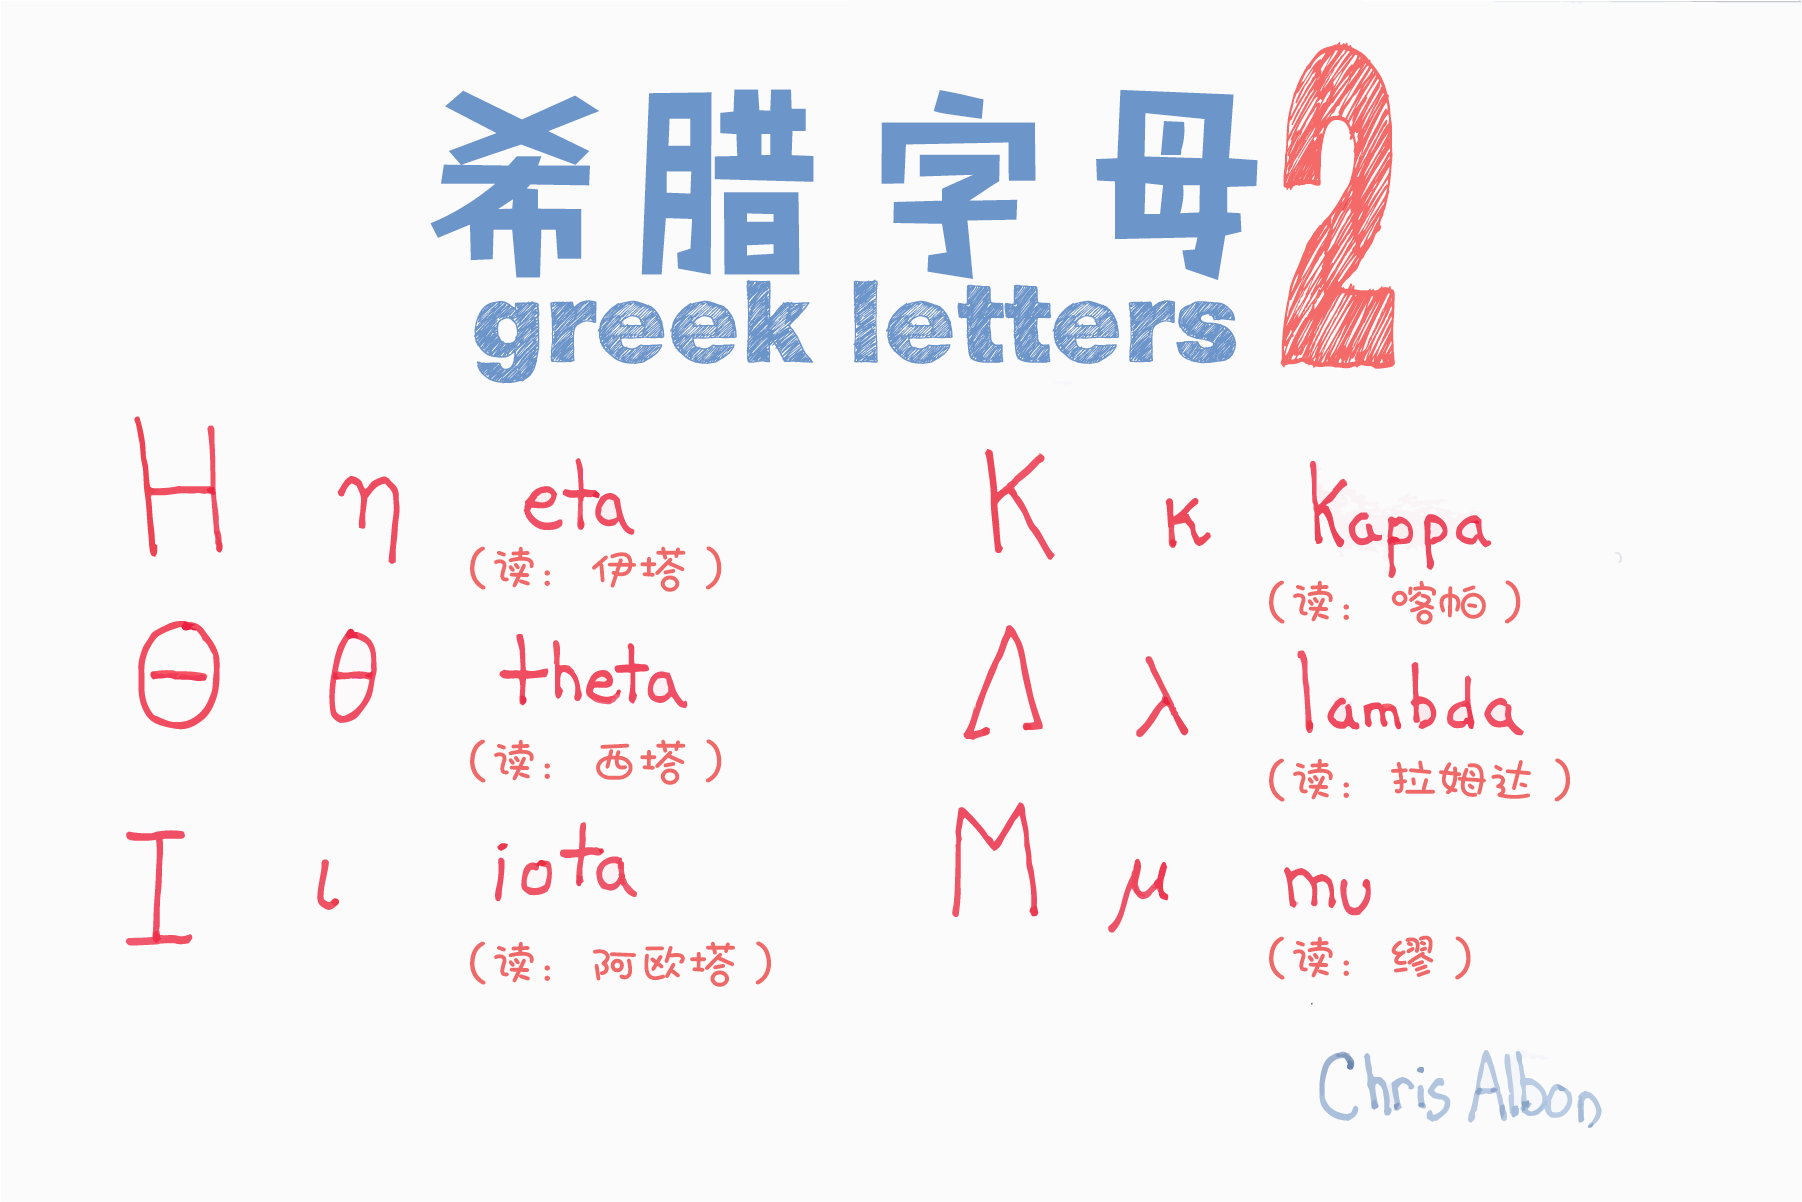 希腊字母2
greek letters
Η η eta
(读: 伊塔)
Θ θ theta
(读: 西塔)
Ι ι iota
(读: 阿欧塔)
Κ κ kappa
(读: 喀帕)
Λ λ lambda
(读: 拉姆达)
Μ μ mu
(读: 缪)
Chris Albon